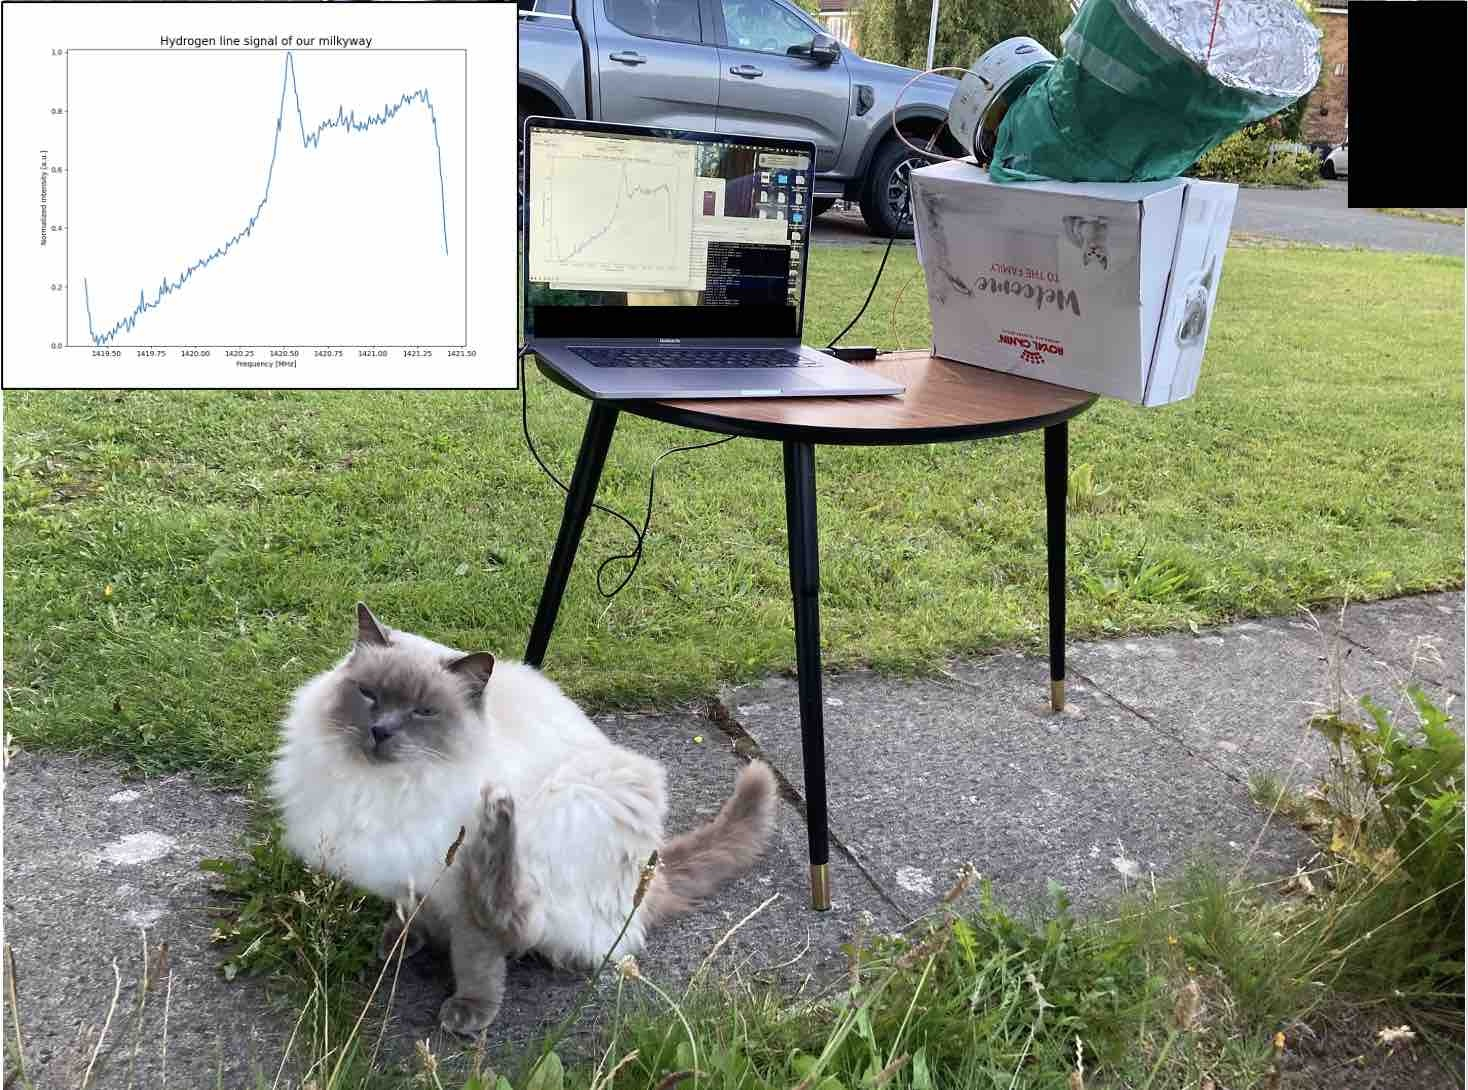 Hydrogen line signal of our milkyway
1.0
0.8
0.6
0.4
0.2
0.0
Normalized intensity [a.u.]
1419.50 1419.75 1420.00 1420.25 1420.50 1420.75 1421.00 1421.25 1421.50
Frequency [MHz]
Welcome
TO THE FAMILY
ROYAL CANIN